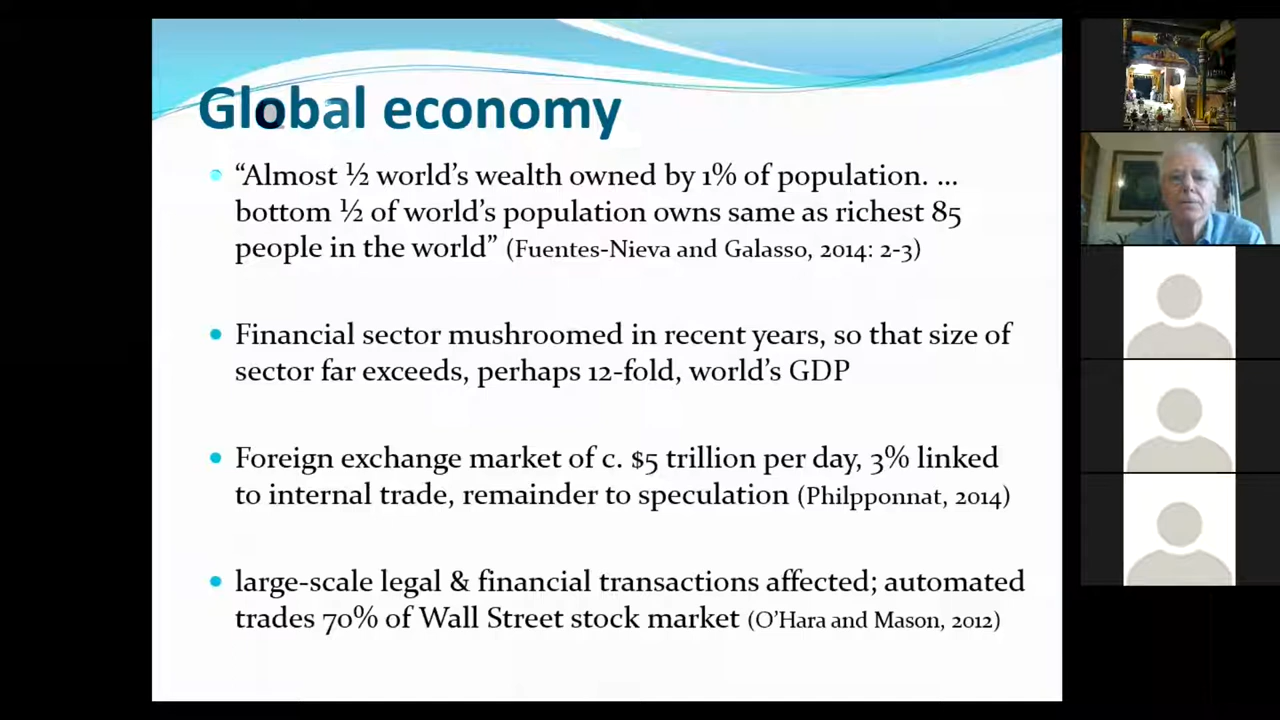 Global economy
“Almost ½ world’s wealth owned by 1% of population. ...
bottom ½ of world’s population owns same as richest 85
people in the world” (Fuentes-Nieva and Galasso, 2014: 2-3)
Financial sector mushroomed in recent years, so that size of
sector far exceeds, perhaps 12-fold, world’s GDP
Foreign exchange market of c. $5 trillion per day, 3% linked
to internal trade, remainder to speculation (Philpponnat, 2014)
large-scale legal & financial transactions affected; automated
trades 70% of Wall Street stock market (O’Hara and Mason, 2012)